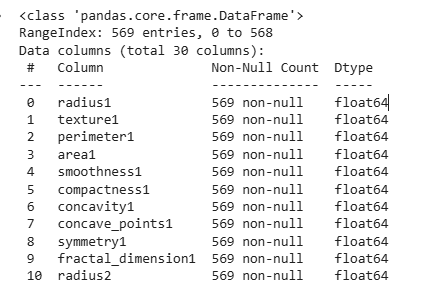 <class 'pandas.core.frame.DataFrame'>
RangeIndex: 569 entries, 0 to 568
Data columns (total 30 columns):
 #   Column              Non-Null Count  Dtype
---  ------              --------------  -----
 0   radius1             569 non-null    float64
 1   texture1            569 non-null    float64
 2   perimeter1          569 non-null    float64
 3   area1               569 non-null    float64
 4   smoothness1         569 non-null    float64
 5   compactness1        569 non-null    float64
 6   concavity1          569 non-null    float64
 7   concave_points1     569 non-null    float64
 8   symmetry1           569 non-null    float64
 9   fractal_dimension1  569 non-null    float64
 10  radius2             569 non-null    float64